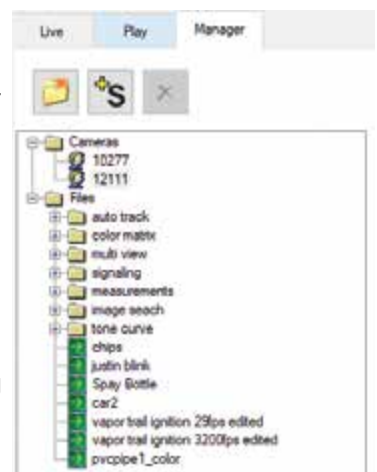 Live Play Manager
S
Cameras
10277
12111
Files
auto track
color matrix
multi view
signaling
measurements
image seach
tone curve
chips
justin blink
Spay Bottle
car2
vapor trail ignition 29fps edited
vapor trail ignition 3200fps edited
pvcpipe1_color